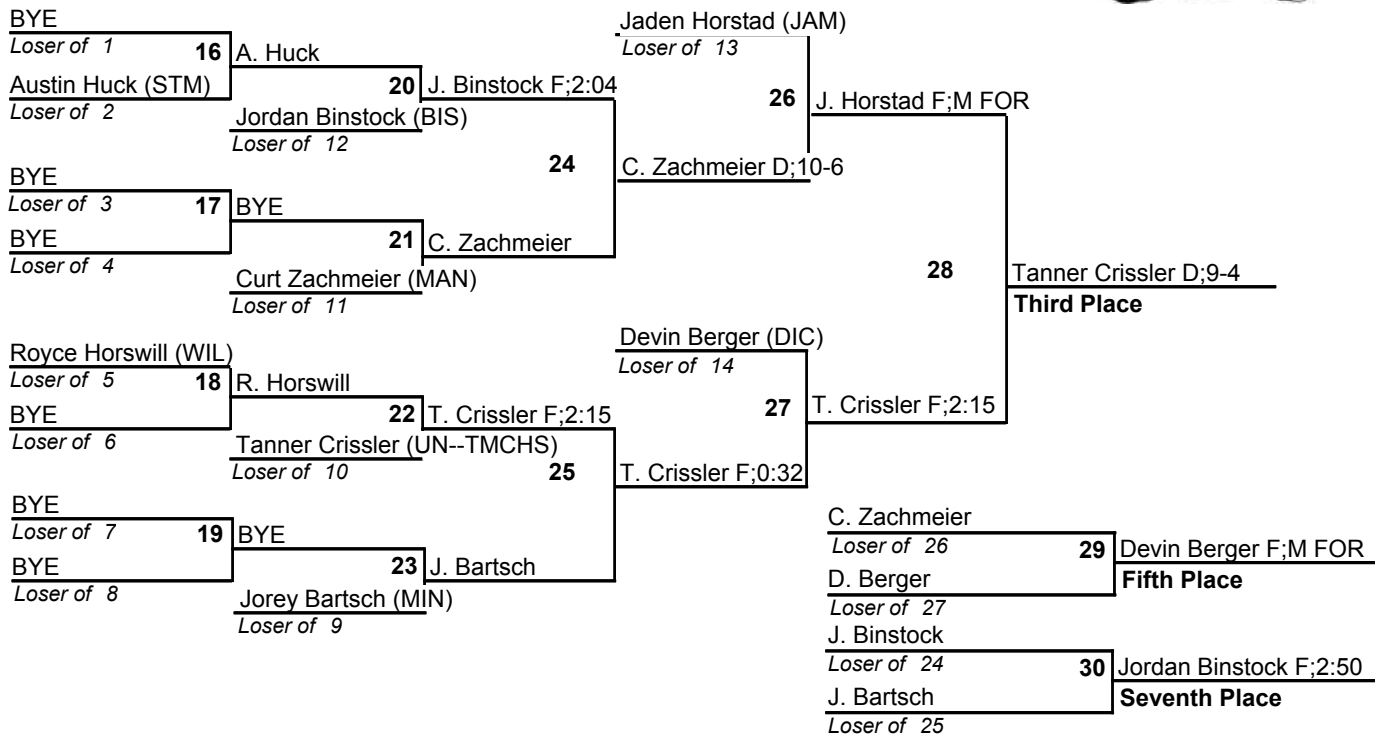 BYE
Loser of 1
16 A. Huck
Austin Huck (STM)
Loser of 2
20 J. Binstock F;2:04
Jordan Binstock (BIS)
Loser of 12
BYE
Loser of 3
17 BYE
BYE
Loser of 4
21 C. Zachmeier
Curt Zachmeier (MAN)
Loser of 11
24 C. Zachmeier D;10-6
Jaden Horstad (JAM)
Loser of 13
26 J. Horstad F;M FOR
Royce Horswill (WIL)
Loser of 5
18 R. Horswill
BYE
Loser of 6
22 T. Crissler F;2:15
Tanner Crissler (UN--TMCHS)
Loser of 10
BYE
Loser of 7
19 BYE
BYE
Loser of 8
23 J. Bartsch
Jorey Bartsch (MIN)
Loser of 9
25 T. Crissler F;0:32
Devin Berger (DIC)
Loser of 14
27 T. Crissler F;2:15
28 Tanner Crissler D;9-4
Third Place
C. Zachmeier
Loser of 26
29 Devin Berger F;M FOR
D. Berger
Fifth Place
Loser of 27
J. Binstock
Loser of 24
30 Jordan Binstock F;2:50
J. Bartsch
Seventh Place
Loser of 25